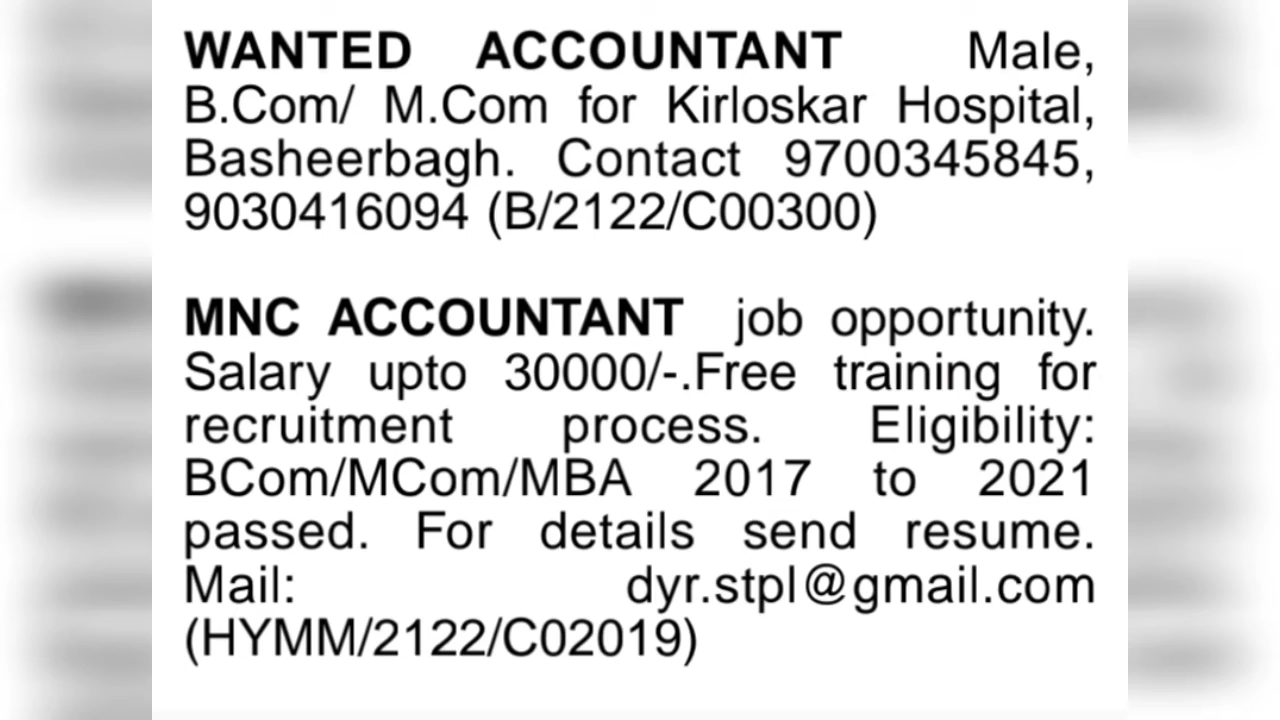 WANTED ACCOUNTANT Male,
B.Com/ M.Com for Kirloskar Hospital,
Basheerbagh. Contact 9700345845,
9030416094 (B/2122/C00300)
MNC ACCOUNTANT job opportunity.
Salary upto 30000/-.Free training for
recruitment process. Eligibility:
BCom/MCom/MBA 2017 to 2021
passed. For details send resume.
Mail: dyr.stpl@gmail.com
(HYMM/2122/C02019)